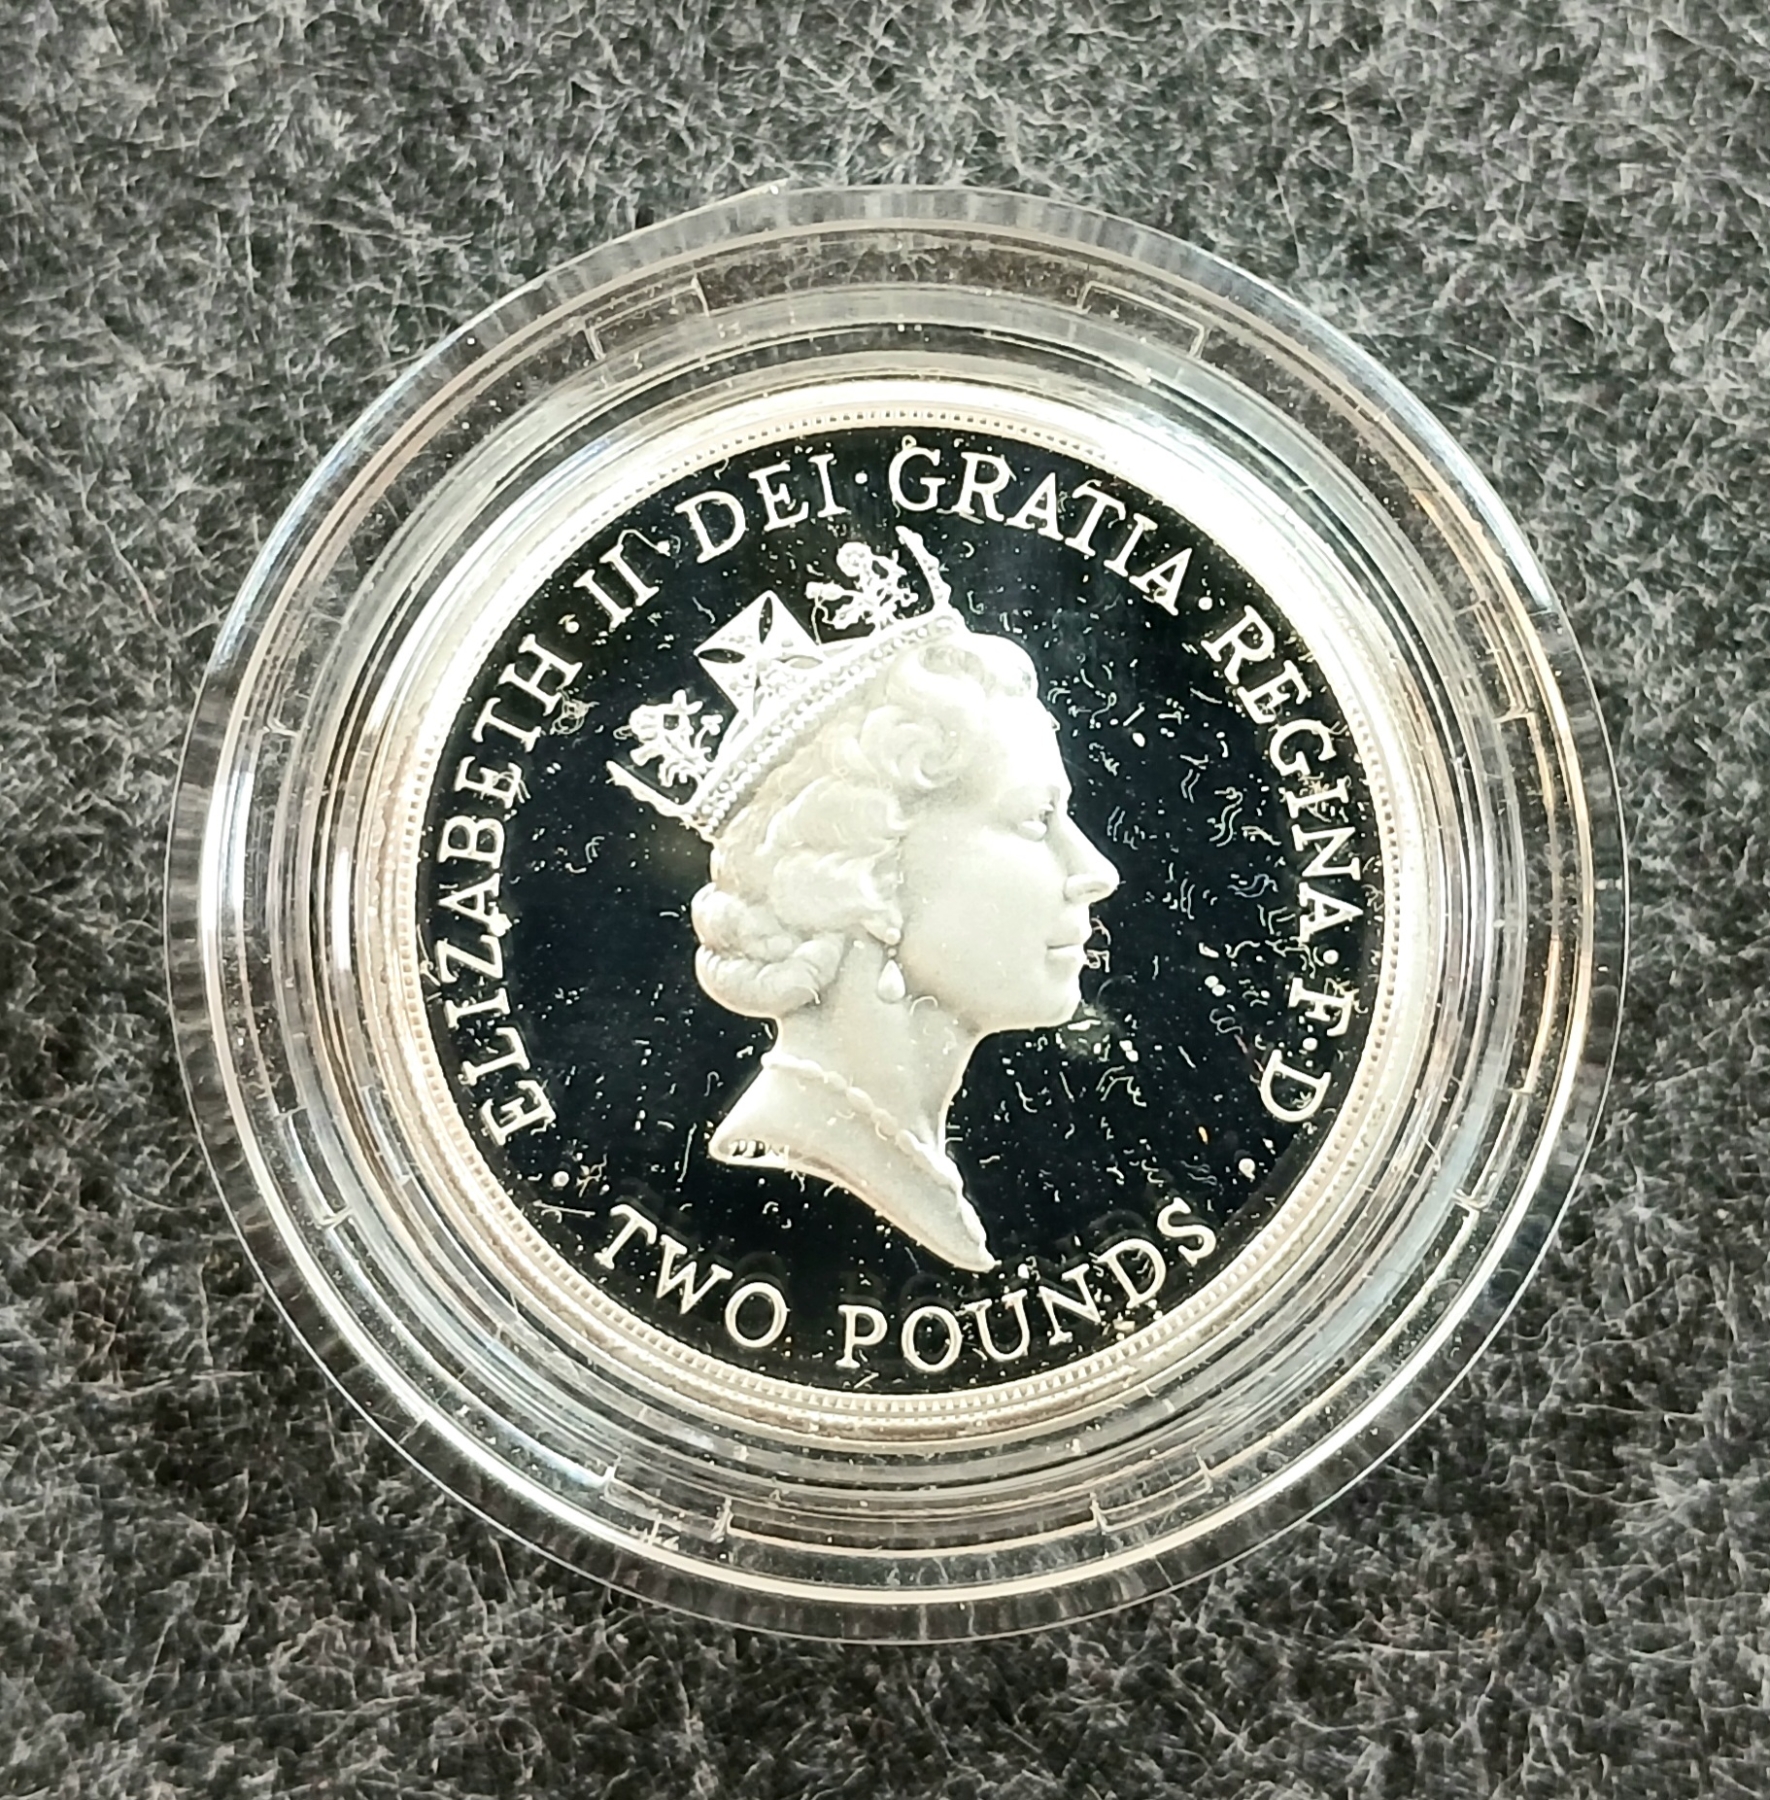 ELIZABETH · II · DEI · GRATIA · REGINA · F · D ·
TWO POUNDS ·